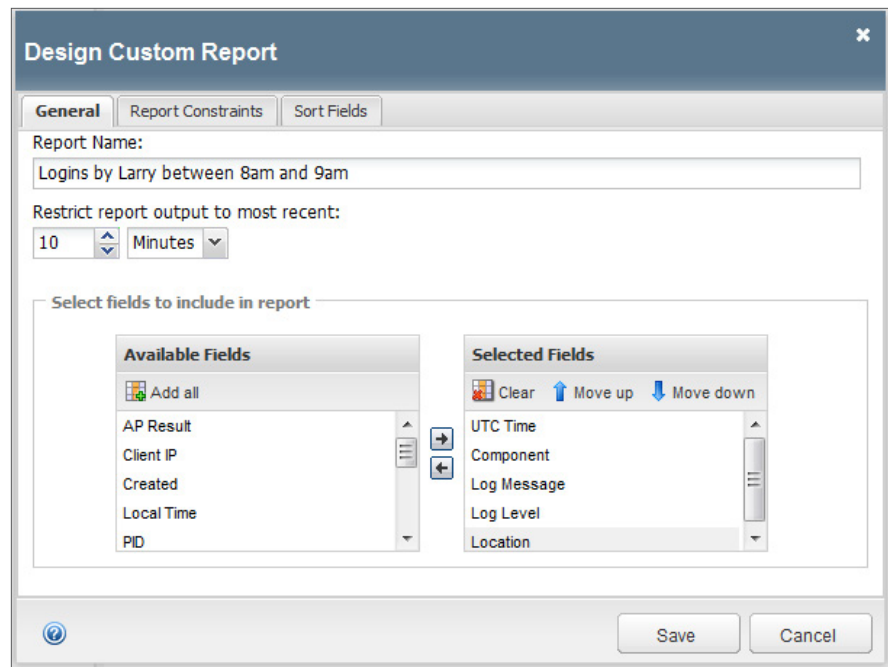 Design Custom Report
General Report Constraints Sort Fields
Report Name:
Logins by Larry between 8am and 9am
Restrict report output to most recent:
10 Minutes
Select fields to include in report
Available Fields
Add all
AP Result
Client IP
Created
Local Time
PID
Selected Fields
Clear Move up Move down
UTC Time
Component
Log Message
Log Level
Location
Save Cancel